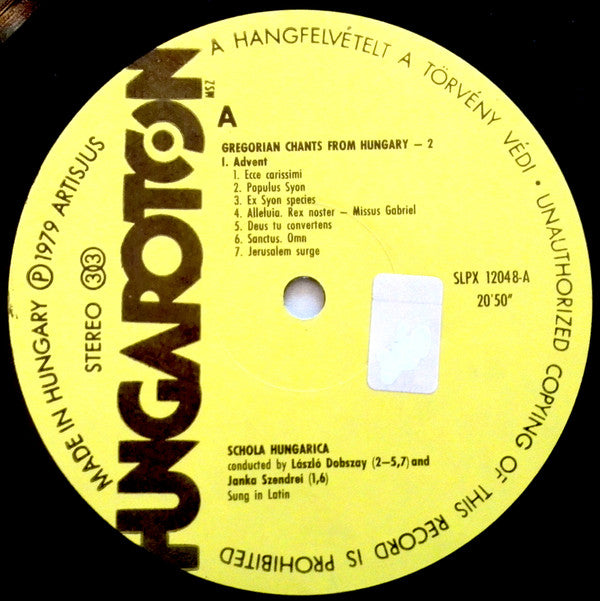 A HANGFELVÉTELT A TÖRVÉNY VÉDI • UNAUTHORIZED COPYING OF THIS RECORD IS PROHIBITED
MADE IN HUNGARY Ⓟ 1979 ARTISJUS
STEREO 33
HUNGAROTON
MSZ
A
GREGORIAN CHANTS FROM HUNGARY – 2
I. Advent
1. Ecce carissimi
2. Populus Syon
3. Ex Syon species
4. Alleluia. Rex noster – Missus Gabriel
5. Deus tu convertens
6. Sanctus. Omn
7. Jerusalem surge
SLPX 12048-A
20'50"
SCHOLA HUNGARICA
conducted by László Dobszay (2–5,7) and
Janka Szendrei (1,6)
Sung in Latin